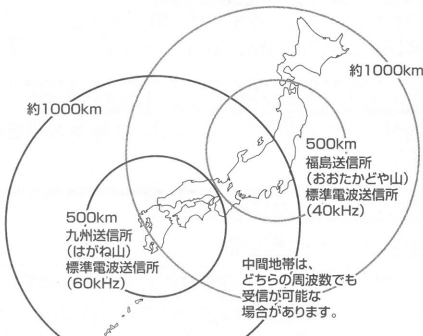 約1000km
約1000km
500km
福島送信所
(おおたかどや山)
標準電波送信所
(40kHz)
500km
九州送信所
(はがね山)
標準電波送信所
(60kHz)
中間地帯は、
どちらの周波数でも
受信が可能な
場合があります。